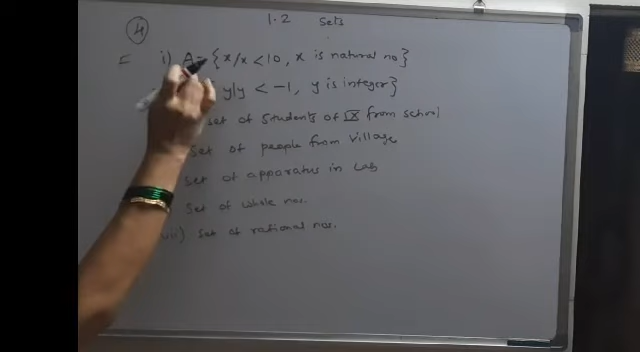 1.2 Sets
4
= i) A = {x/x < 10, x is natural no}
y/y < -1, y is integer}
set of students of IX from school
set of people from village
set of apparatus in Lab
set of whole nos.
vii) set of rational nos.